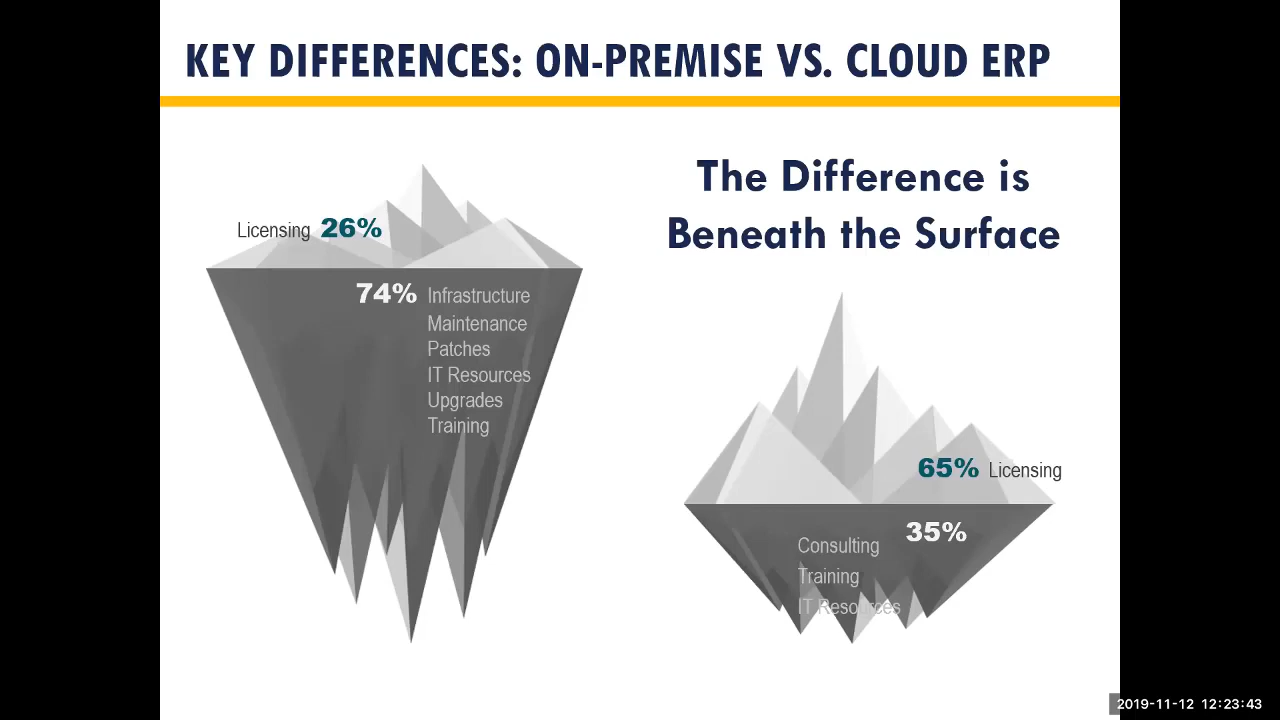 KEY DIFFERENCES: ON-PREMISE VS. CLOUD ERP
The Difference is
Beneath the Surface
Licensing 26%
74% Infrastructure
Maintenance
Patches
IT Resources
Upgrades
Training
65% Licensing
35%
Consulting
Training
IT Resources
2019-11-12 12:23:43